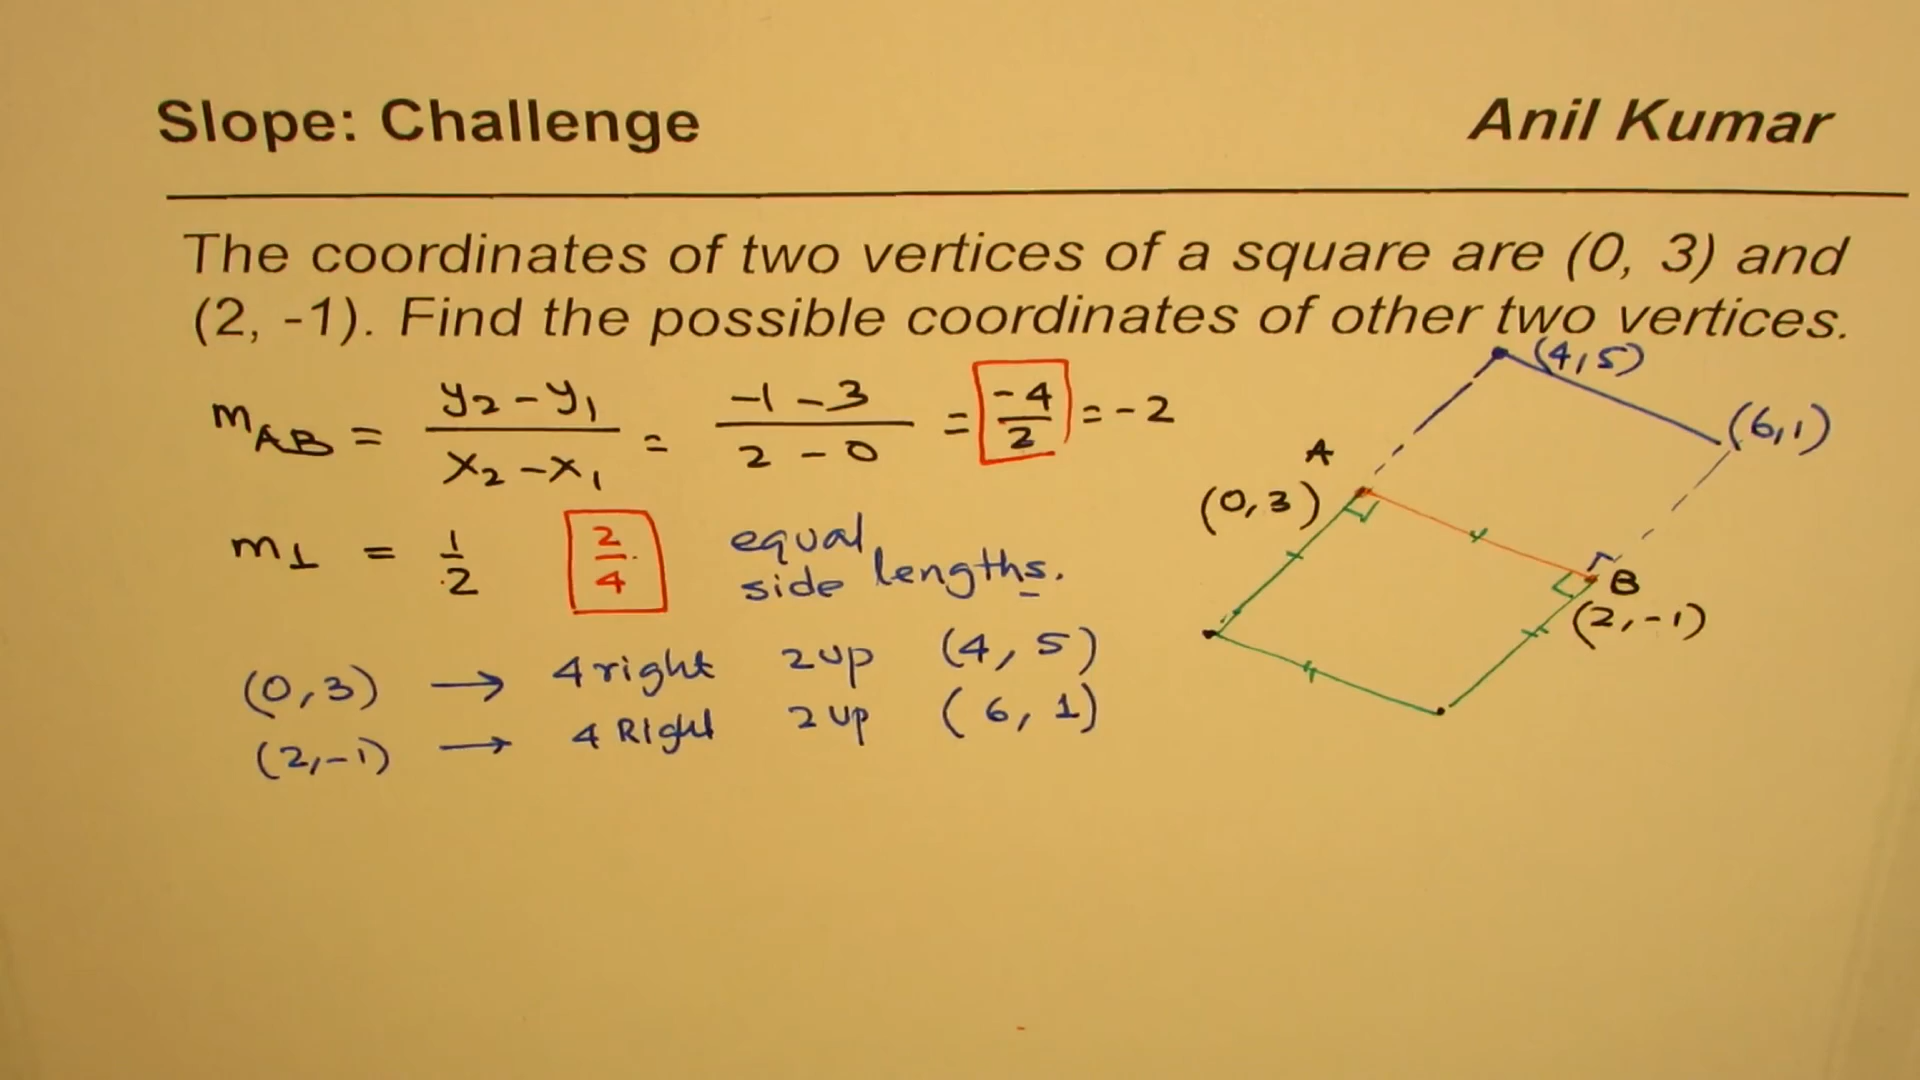 Slope: Challenge
Anil Kumar
The coordinates of two vertices of a square are (0, 3) and
(2, -1). Find the possible coordinates of other two vertices.
m_AB = (y₂ - y₁)/(x₂ - x₁) = (-1 - 3)/(2 - 0) = -4/2 = -2
m⊥ = 1/2 2/4 equal side lengths.
(0, 3) → 4 right 2 up (4, 5)
(2, -1) → 4 Right 2 up (6, 1)
(4, 5)
(6, 1)
A
(0, 3)
B
(2, -1)